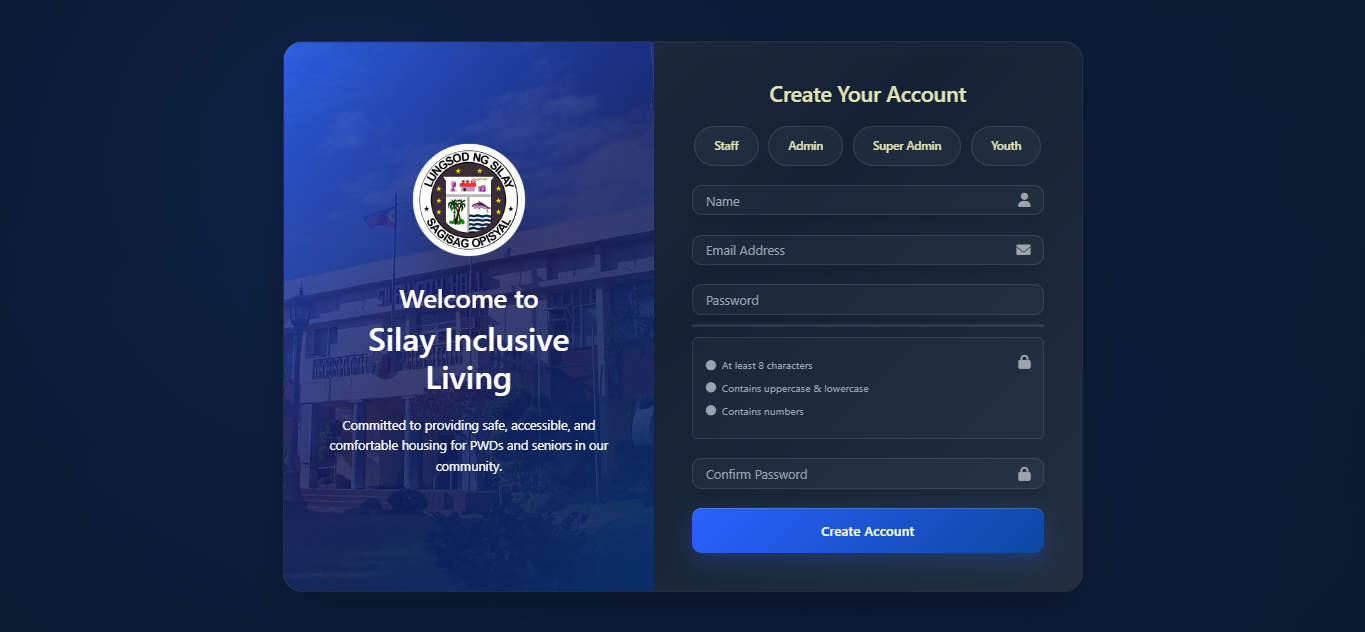 LUNGSOD NG SILAY
SAGISAG OPISYAL
Welcome to
Silay Inclusive
Living
Committed to providing safe, accessible, and
comfortable housing for PWDs and seniors in our
community.
Create Your Account
Staff Admin Super Admin Youth
Name
Email Address
Password
At least 8 characters
Contains uppercase & lowercase
Contains numbers
Confirm Password
Create Account